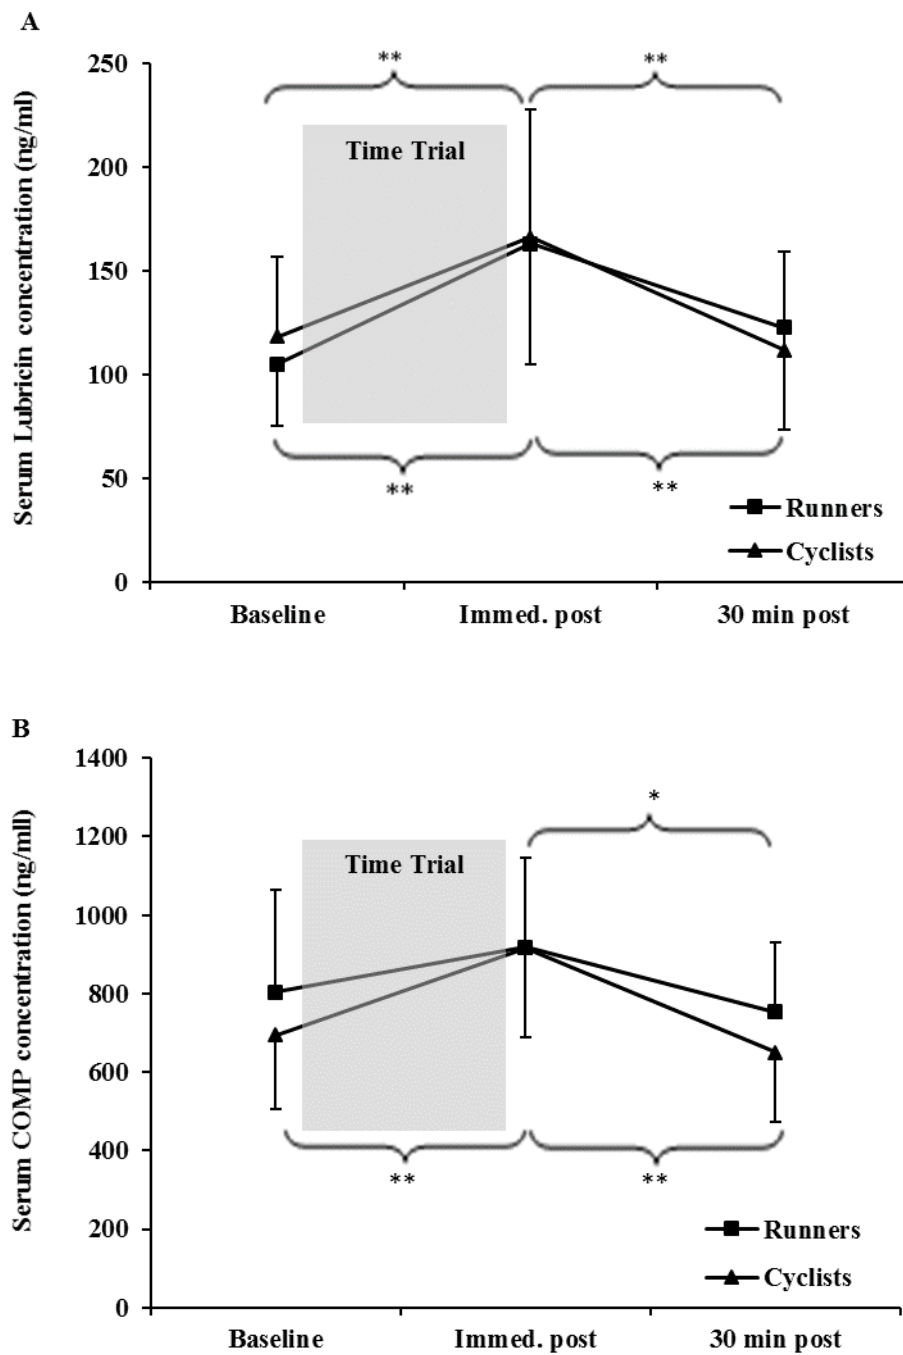 A
250
200
150
100
50
0
Serum Lubricin concentration (ng/ml)
**
**
Time Trial
**
**
Runners
Cyclists
Baseline
Immed. post
30 min post
B
1400
1200
1000
800
600
400
200
0
Serum COMP concentration (ng/mll)
*
Time Trial
**
**
Runners
Cyclists
Baseline
Immed. post
30 min post